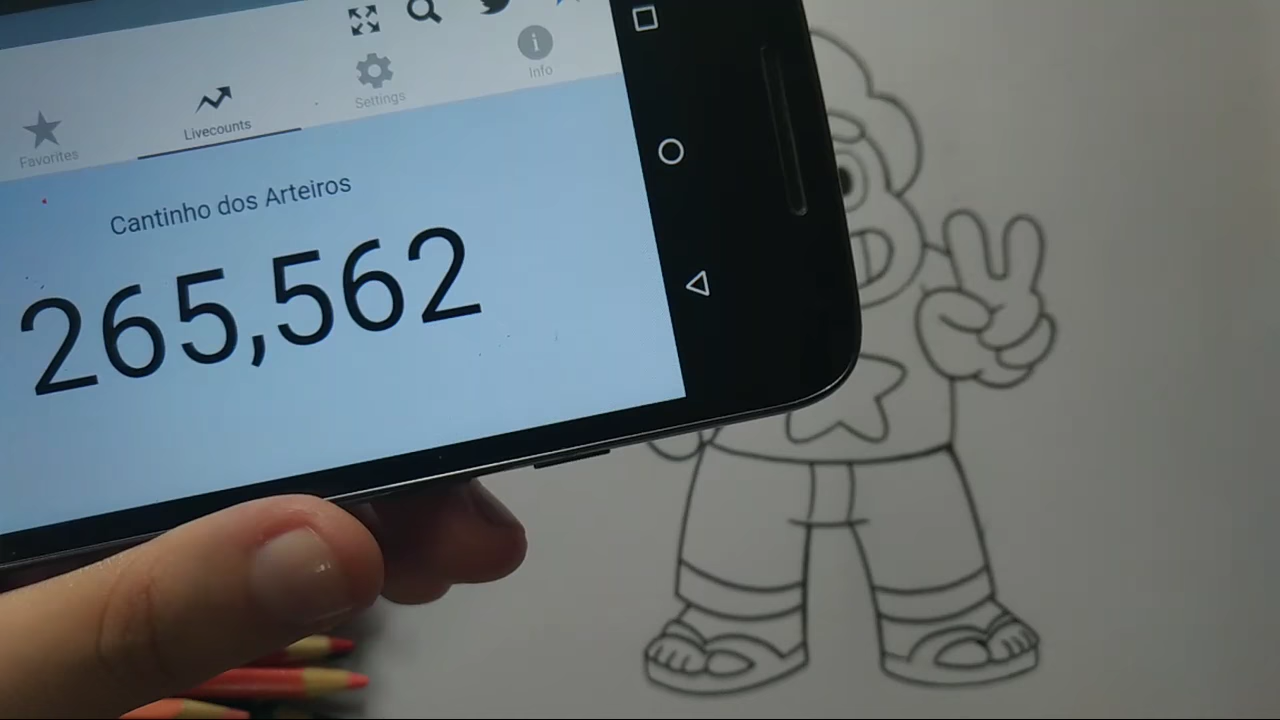 Favorites
Livecounts
Settings
Info
Cantinho dos Arteiros
265,562